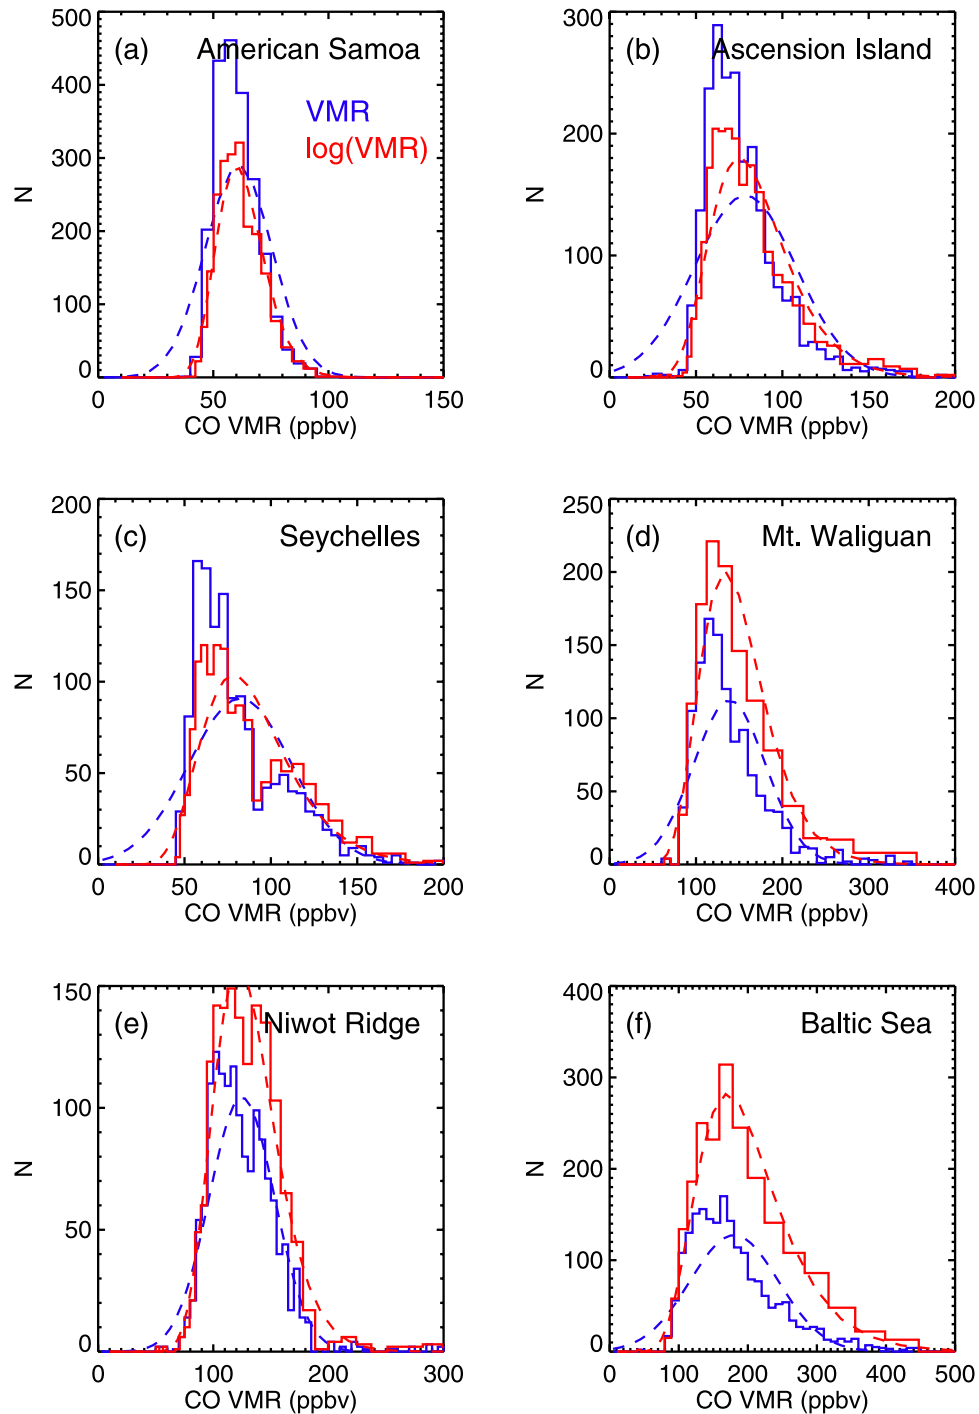 (a) American Samoa
VMR
log(VMR)
N
500
400
300
200
100
0
0 50 100 150
CO VMR (ppbv)
(b) Ascension Island
N
300
200
100
0
0 50 100 150 200
CO VMR (ppbv)
(c) Seychelles
N
200
150
100
50
0
0 50 100 150 200
CO VMR (ppbv)
(d) Mt. Waliguan
N
250
200
150
100
50
0
0 100 200 300 400
CO VMR (ppbv)
(e) Niwot Ridge
N
150
100
50
0
0 100 200 300
CO VMR (ppbv)
(f) Baltic Sea
N
400
300
200
100
0
0 100 200 300 400 500
CO VMR (ppbv)